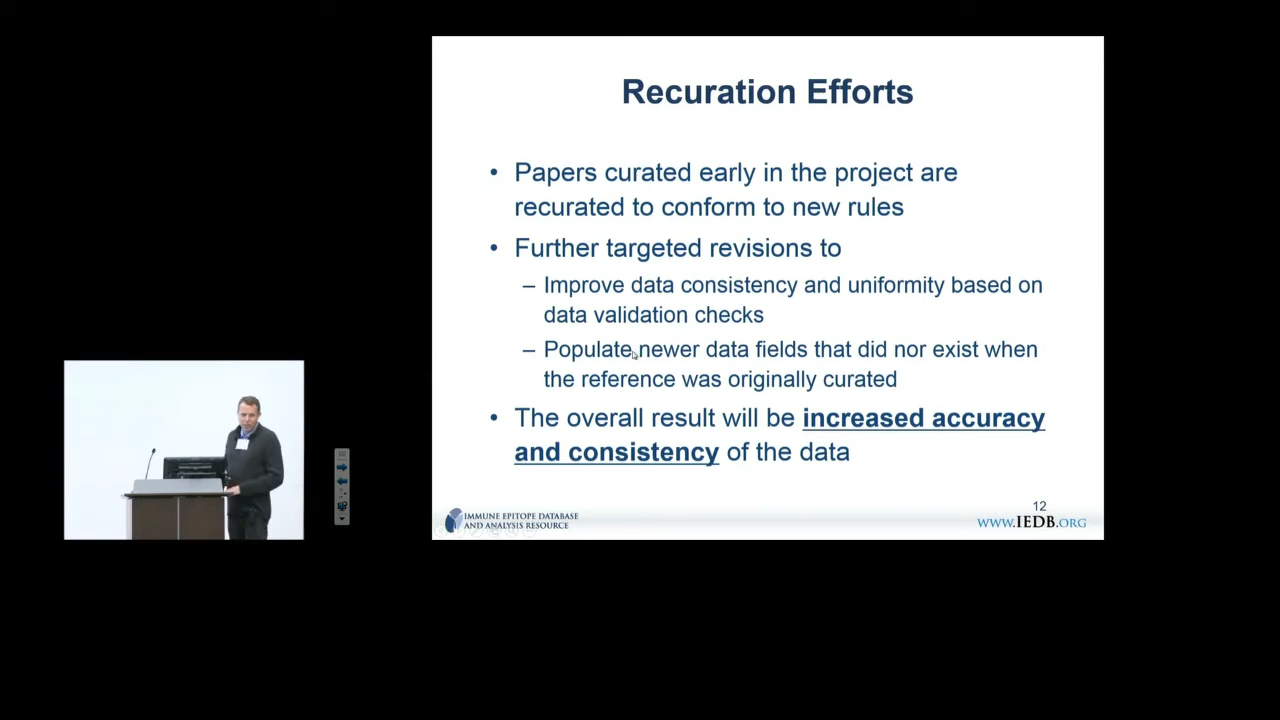 Recuration Efforts
• Papers curated early in the project are
recurated to conform to new rules
• Further targeted revisions to
– Improve data consistency and uniformity based on
data validation checks
– Populate newer data fields that did nor exist when
the reference was originally curated
• The overall result will be increased accuracy
and consistency of the data
IMMUNE EPITOPE DATABASE
AND ANALYSIS RESOURCE
12
WWW.IEDB.ORG